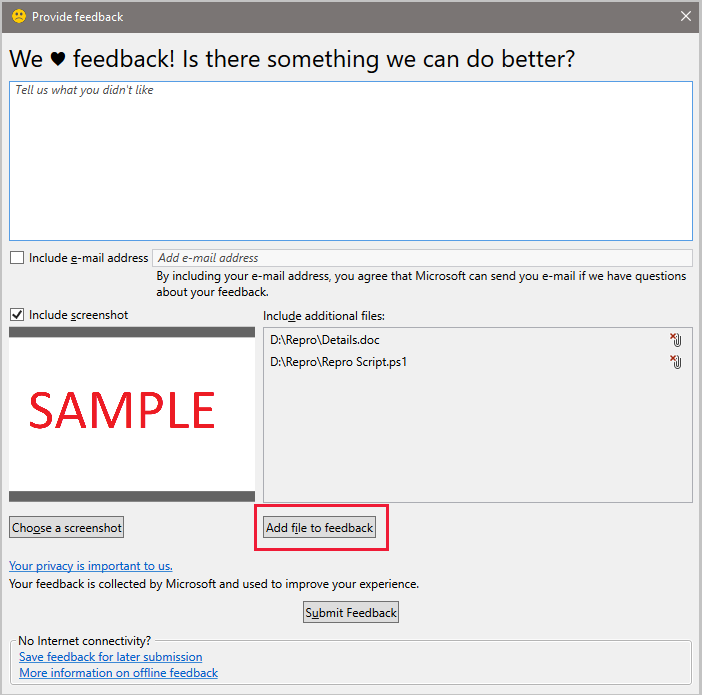 Provide feedback
We ♥ feedback! Is there something we can do better?
Tell us what you didn't like
Include e-mail address
Add e-mail address
By including your e-mail address, you agree that Microsoft can send you e-mail if we have questions
about your feedback.
Include screenshot
Include additional files:
D:\Repro\Details.doc
D:\Repro\Repro Script.ps1
SAMPLE
Choose a screenshot
Add file to feedback
Your privacy is important to us.
Your feedback is collected by Microsoft and used to improve your experience.
Submit Feedback
No Internet connectivity?
Save feedback for later submission
More information on offline feedback